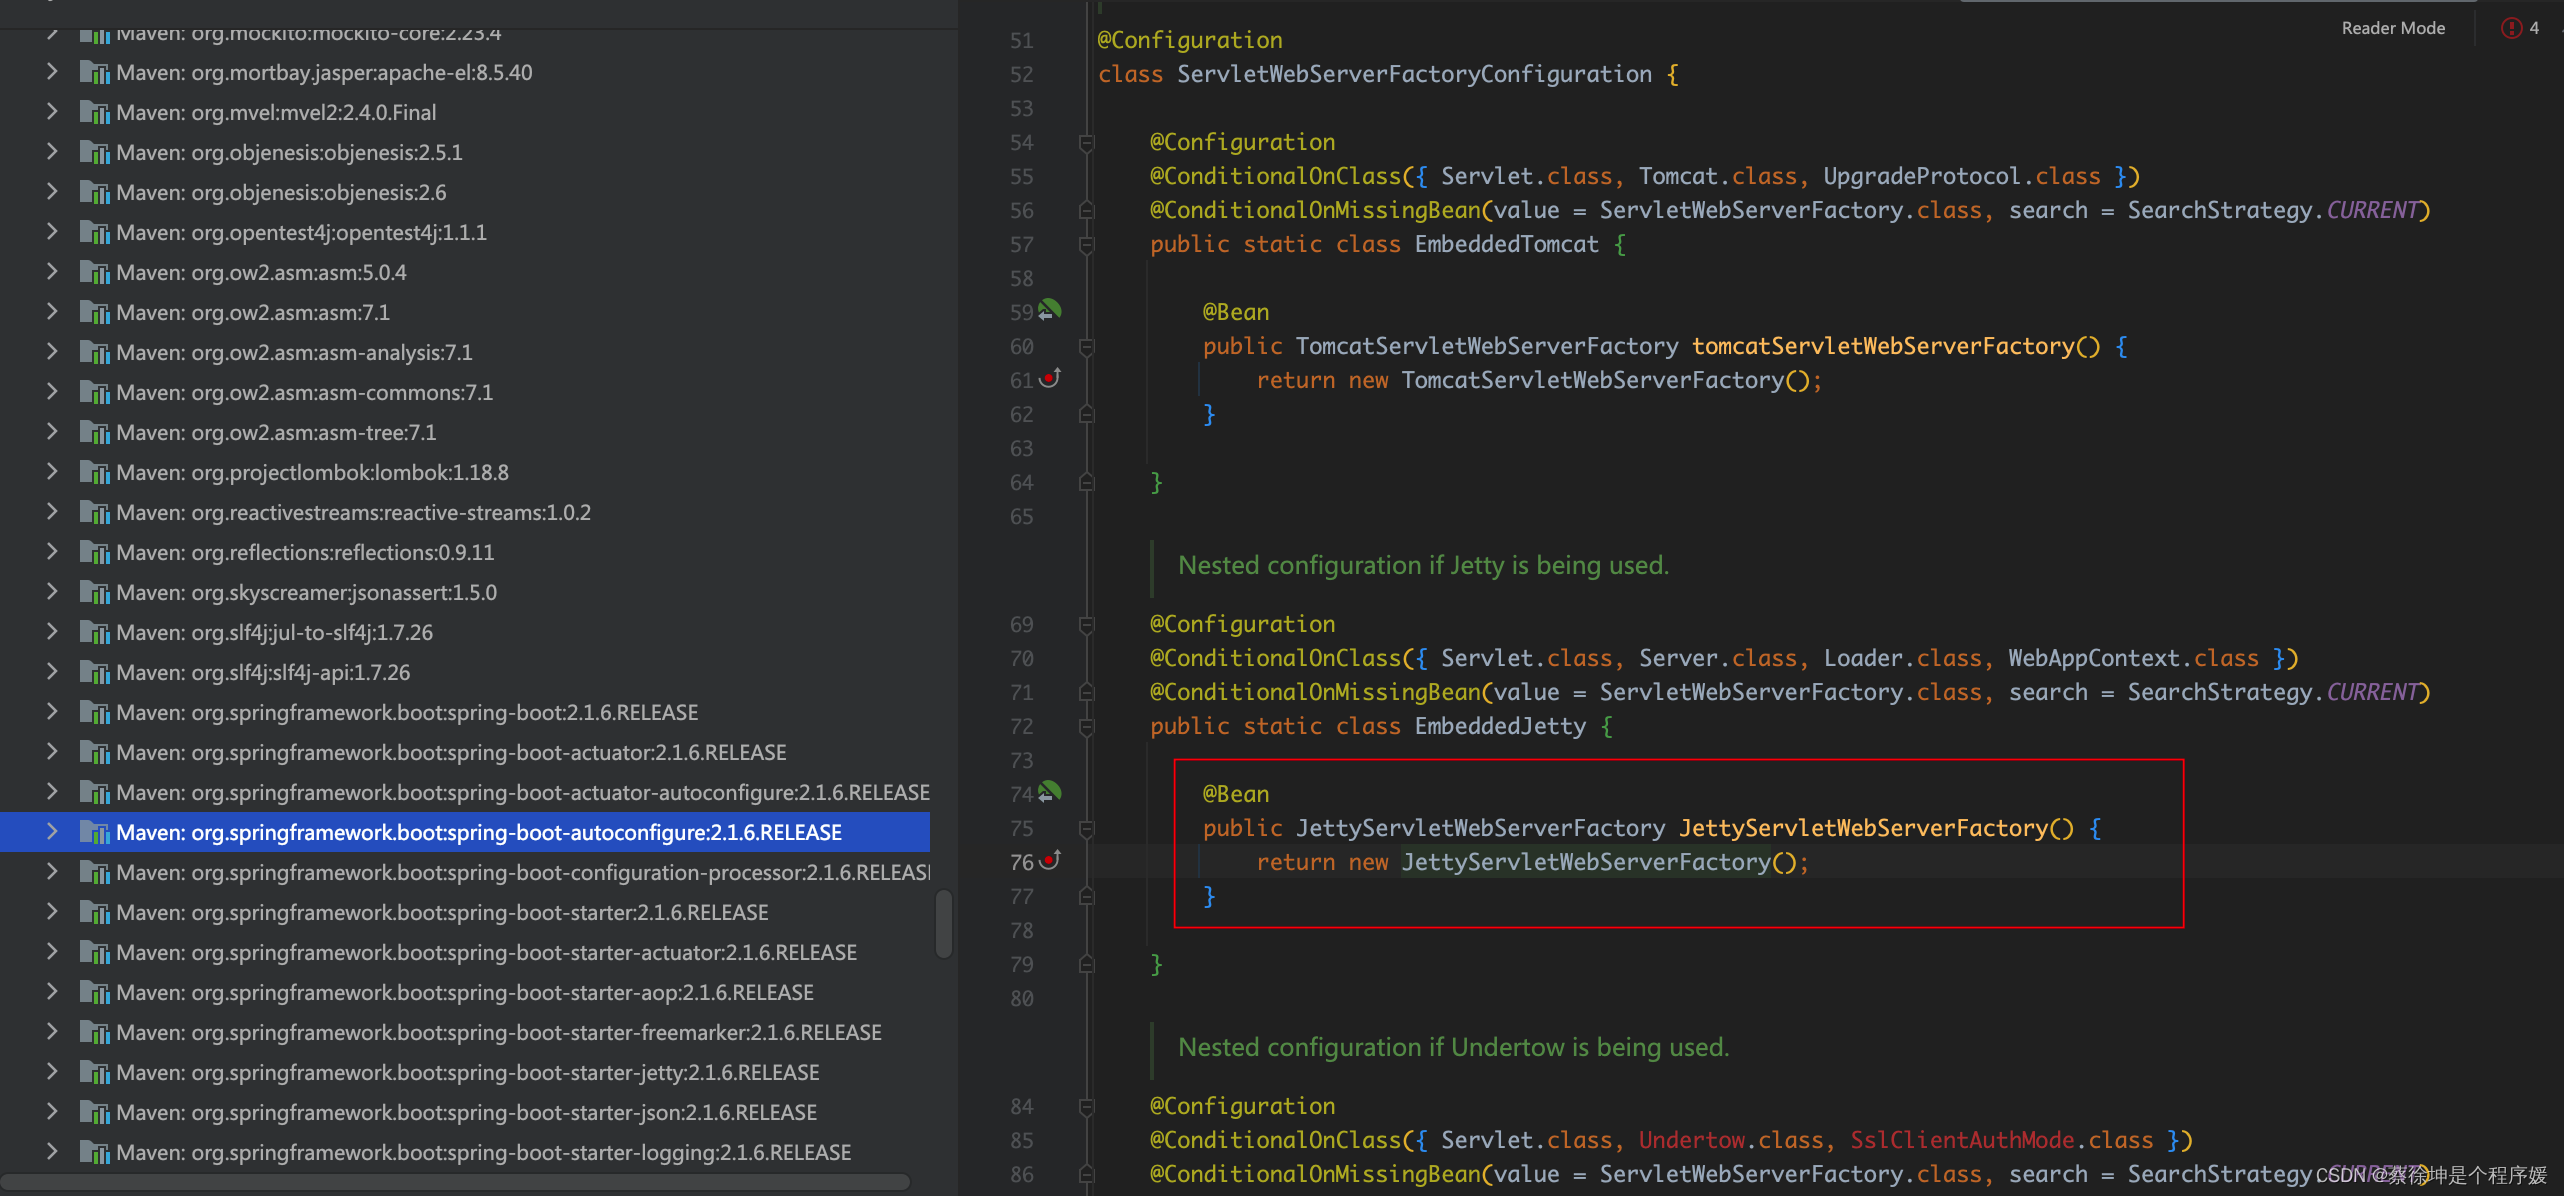 Maven: org.mockito:mockito-core:2.23.4
Maven: org.mortbay.jasper:apache-el:8.5.40
Maven: org.mvel:mvel2:2.4.0.Final
Maven: org.objenesis:objenesis:2.5.1
Maven: org.objenesis:objenesis:2.6
Maven: org.opentest4j:opentest4j:1.1.1
Maven: org.ow2.asm:asm:5.0.4
Maven: org.ow2.asm:asm:7.1
Maven: org.ow2.asm:asm-analysis:7.1
Maven: org.ow2.asm:asm-commons:7.1
Maven: org.ow2.asm:asm-tree:7.1
Maven: org.projectlombok:lombok:1.18.8
Maven: org.reactivestreams:reactive-streams:1.0.2
Maven: org.reflections:reflections:0.9.11
Maven: org.skyscreamer:jsonassert:1.5.0
Maven: org.slf4j:jul-to-slf4j:1.7.26
Maven: org.slf4j:slf4j-api:1.7.26
Maven: org.springframework.boot:spring-boot:2.1.6.RELEASE
Maven: org.springframework.boot:spring-boot-actuator:2.1.6.RELEASE
Maven: org.springframework.boot:spring-boot-actuator-autoconfigure:2.1.6.RELEASE
Maven: org.springframework.boot:spring-boot-autoconfigure:2.1.6.RELEASE
Maven: org.springframework.boot:spring-boot-configuration-processor:2.1.6.RELEAS
Maven: org.springframework.boot:spring-boot-starter:2.1.6.RELEASE
Maven: org.springframework.boot:spring-boot-starter-actuator:2.1.6.RELEASE
Maven: org.springframework.boot:spring-boot-starter-aop:2.1.6.RELEASE
Maven: org.springframework.boot:spring-boot-starter-freemarker:2.1.6.RELEASE
Maven: org.springframework.boot:spring-boot-starter-jetty:2.1.6.RELEASE
Maven: org.springframework.boot:spring-boot-starter-json:2.1.6.RELEASE
Maven: org.springframework.boot:spring-boot-starter-logging:2.1.6.RELEASE
Reader Mode 4
51 @Configuration
52 class ServletWebServerFactoryConfiguration {
53
54 @Configuration
55 @ConditionalOnClass({ Servlet.class, Tomcat.class, UpgradeProtocol.class })
56 @ConditionalOnMissingBean(value = ServletWebServerFactory.class, search = SearchStrategy.CURRENT)
57 public static class EmbeddedTomcat {
58
59 @Bean
60 public TomcatServletWebServerFactory tomcatServletWebServerFactory() {
61 return new TomcatServletWebServerFactory();
62 }
63
64 }
65
Nested configuration if Jetty is being used.
69 @Configuration
70 @ConditionalOnClass({ Servlet.class, Server.class, Loader.class, WebAppContext.class })
71 @ConditionalOnMissingBean(value = ServletWebServerFactory.class, search = SearchStrategy.CURRENT)
72 public static class EmbeddedJetty {
73
74 @Bean
75 public JettyServletWebServerFactory JettyServletWebServerFactory() {
76 return new JettyServletWebServerFactory();
77 }
78
79 }
80
Nested configuration if Undertow is being used.
84 @Configuration
85 @ConditionalOnClass({ Servlet.class, Undertow.class, SslClientAuthMode.class })
86 @ConditionalOnMissingBean(value = ServletWebServerFactory.class, search = SearchStrategy.CURRENT)
CSDN @蔡徐坤是个程序媛